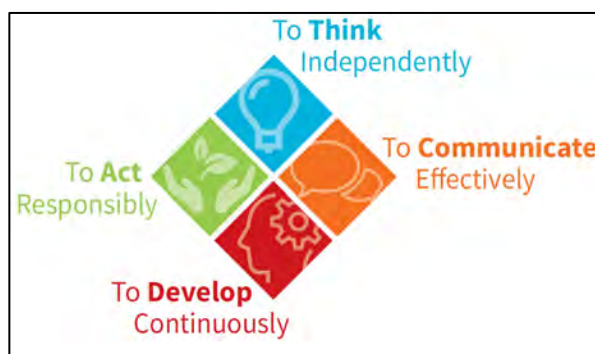 To Think
Independently
To Communicate
Effectively
To Act
Responsibly
To Develop
Continuously